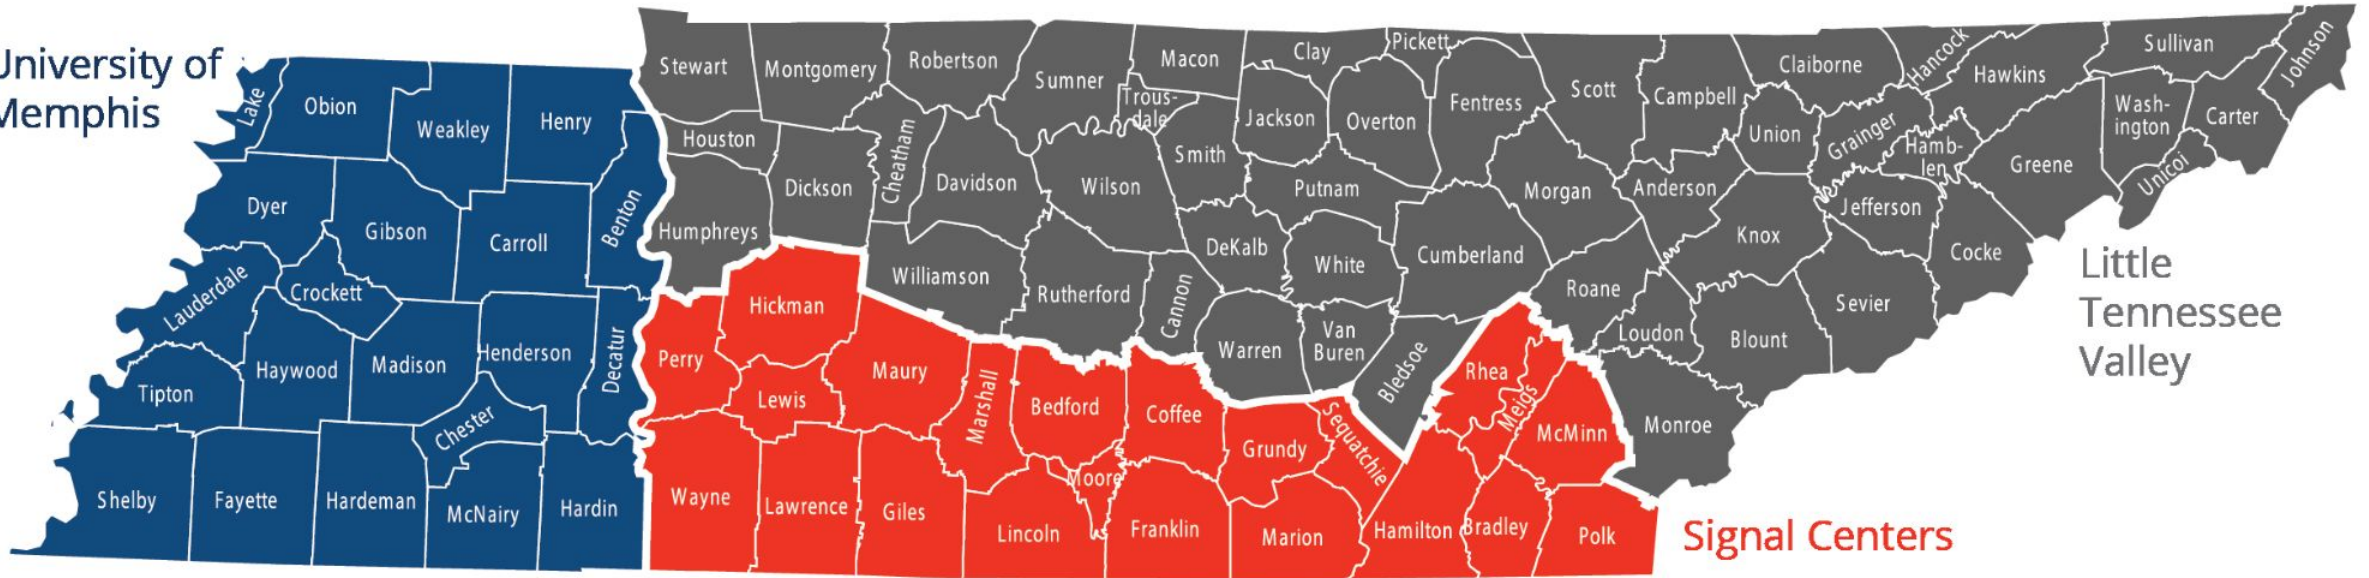 University of
Memphis
Lake
Obion
Weakley
Henry
Dyer
Gibson
Carroll
Benton
Lauderdale
Crockett
Haywood
Madison
Henderson
Decatur
Tipton
Chester
Shelby
Fayette
Hardeman
McNairy
Hardin
Stewart
Montgomery
Robertson
Sumner
Macon
Trous-
dale
Clay
Pickett
Jackson
Overton
Fentress
Scott
Campbell
Claiborne
Hancock
Hawkins
Sullivan
Johnson
Houston
Dickson
Cheatham
Davidson
Wilson
Smith
Putnam
Morgan
Anderson
Union
Grainger
Hamb-
len
Greene
Wash-
ington
Carter
Unicoi
Humphreys
Williamson
Rutherford
Cannon
DeKalb
White
Cumberland
Roane
Knox
Jefferson
Cocke
Sevier
Loudon
Blount
Warren
Van
Buren
Bledsoe
Monroe
Little
Tennessee
Valley
Perry
Hickman
Lewis
Maury
Marshall
Bedford
Coffee
Grundy
Sequatchie
Rhea
Meigs
McMinn
Wayne
Lawrence
Giles
Lincoln
Moore
Franklin
Marion
Hamilton
Bradley
Polk
Signal Centers